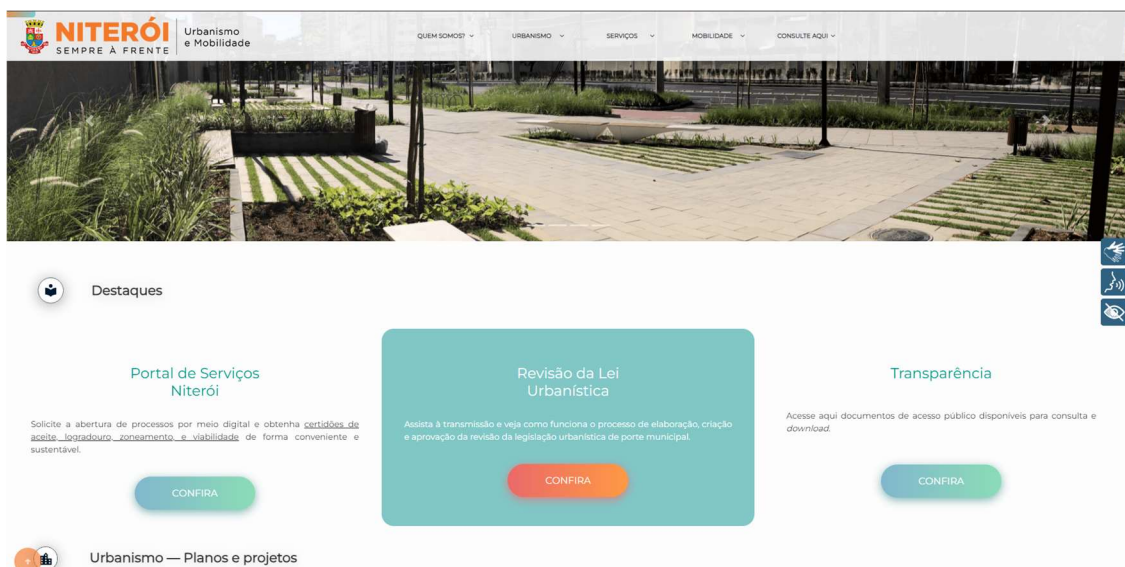 NITERÓI
SEMPRE À FRENTE
Urbanismo
e Mobilidade
QUEM SOMOS?
URBANISMO
SERVIÇOS
MOBILIDADE
CONSULTE AQUI
Destaques
Portal de Serviços
Niterói
Solicite a abertura de processos por meio digital e obtenha certidões de
aceite, logradouro, zoneamento, e viabilidade de forma conveniente e
sustentável.
CONFIRA
Revisão da Lei
Urbanística
Assista à transmissão e veja como funciona o processo de elaboração, criação
e aprovação da revisão da legislação urbanística de porte municipal.
CONFIRA
Transparência
Acesse aqui documentos de acesso público disponíveis para consulta e
download.
CONFIRA
Urbanismo — Planos e projetos